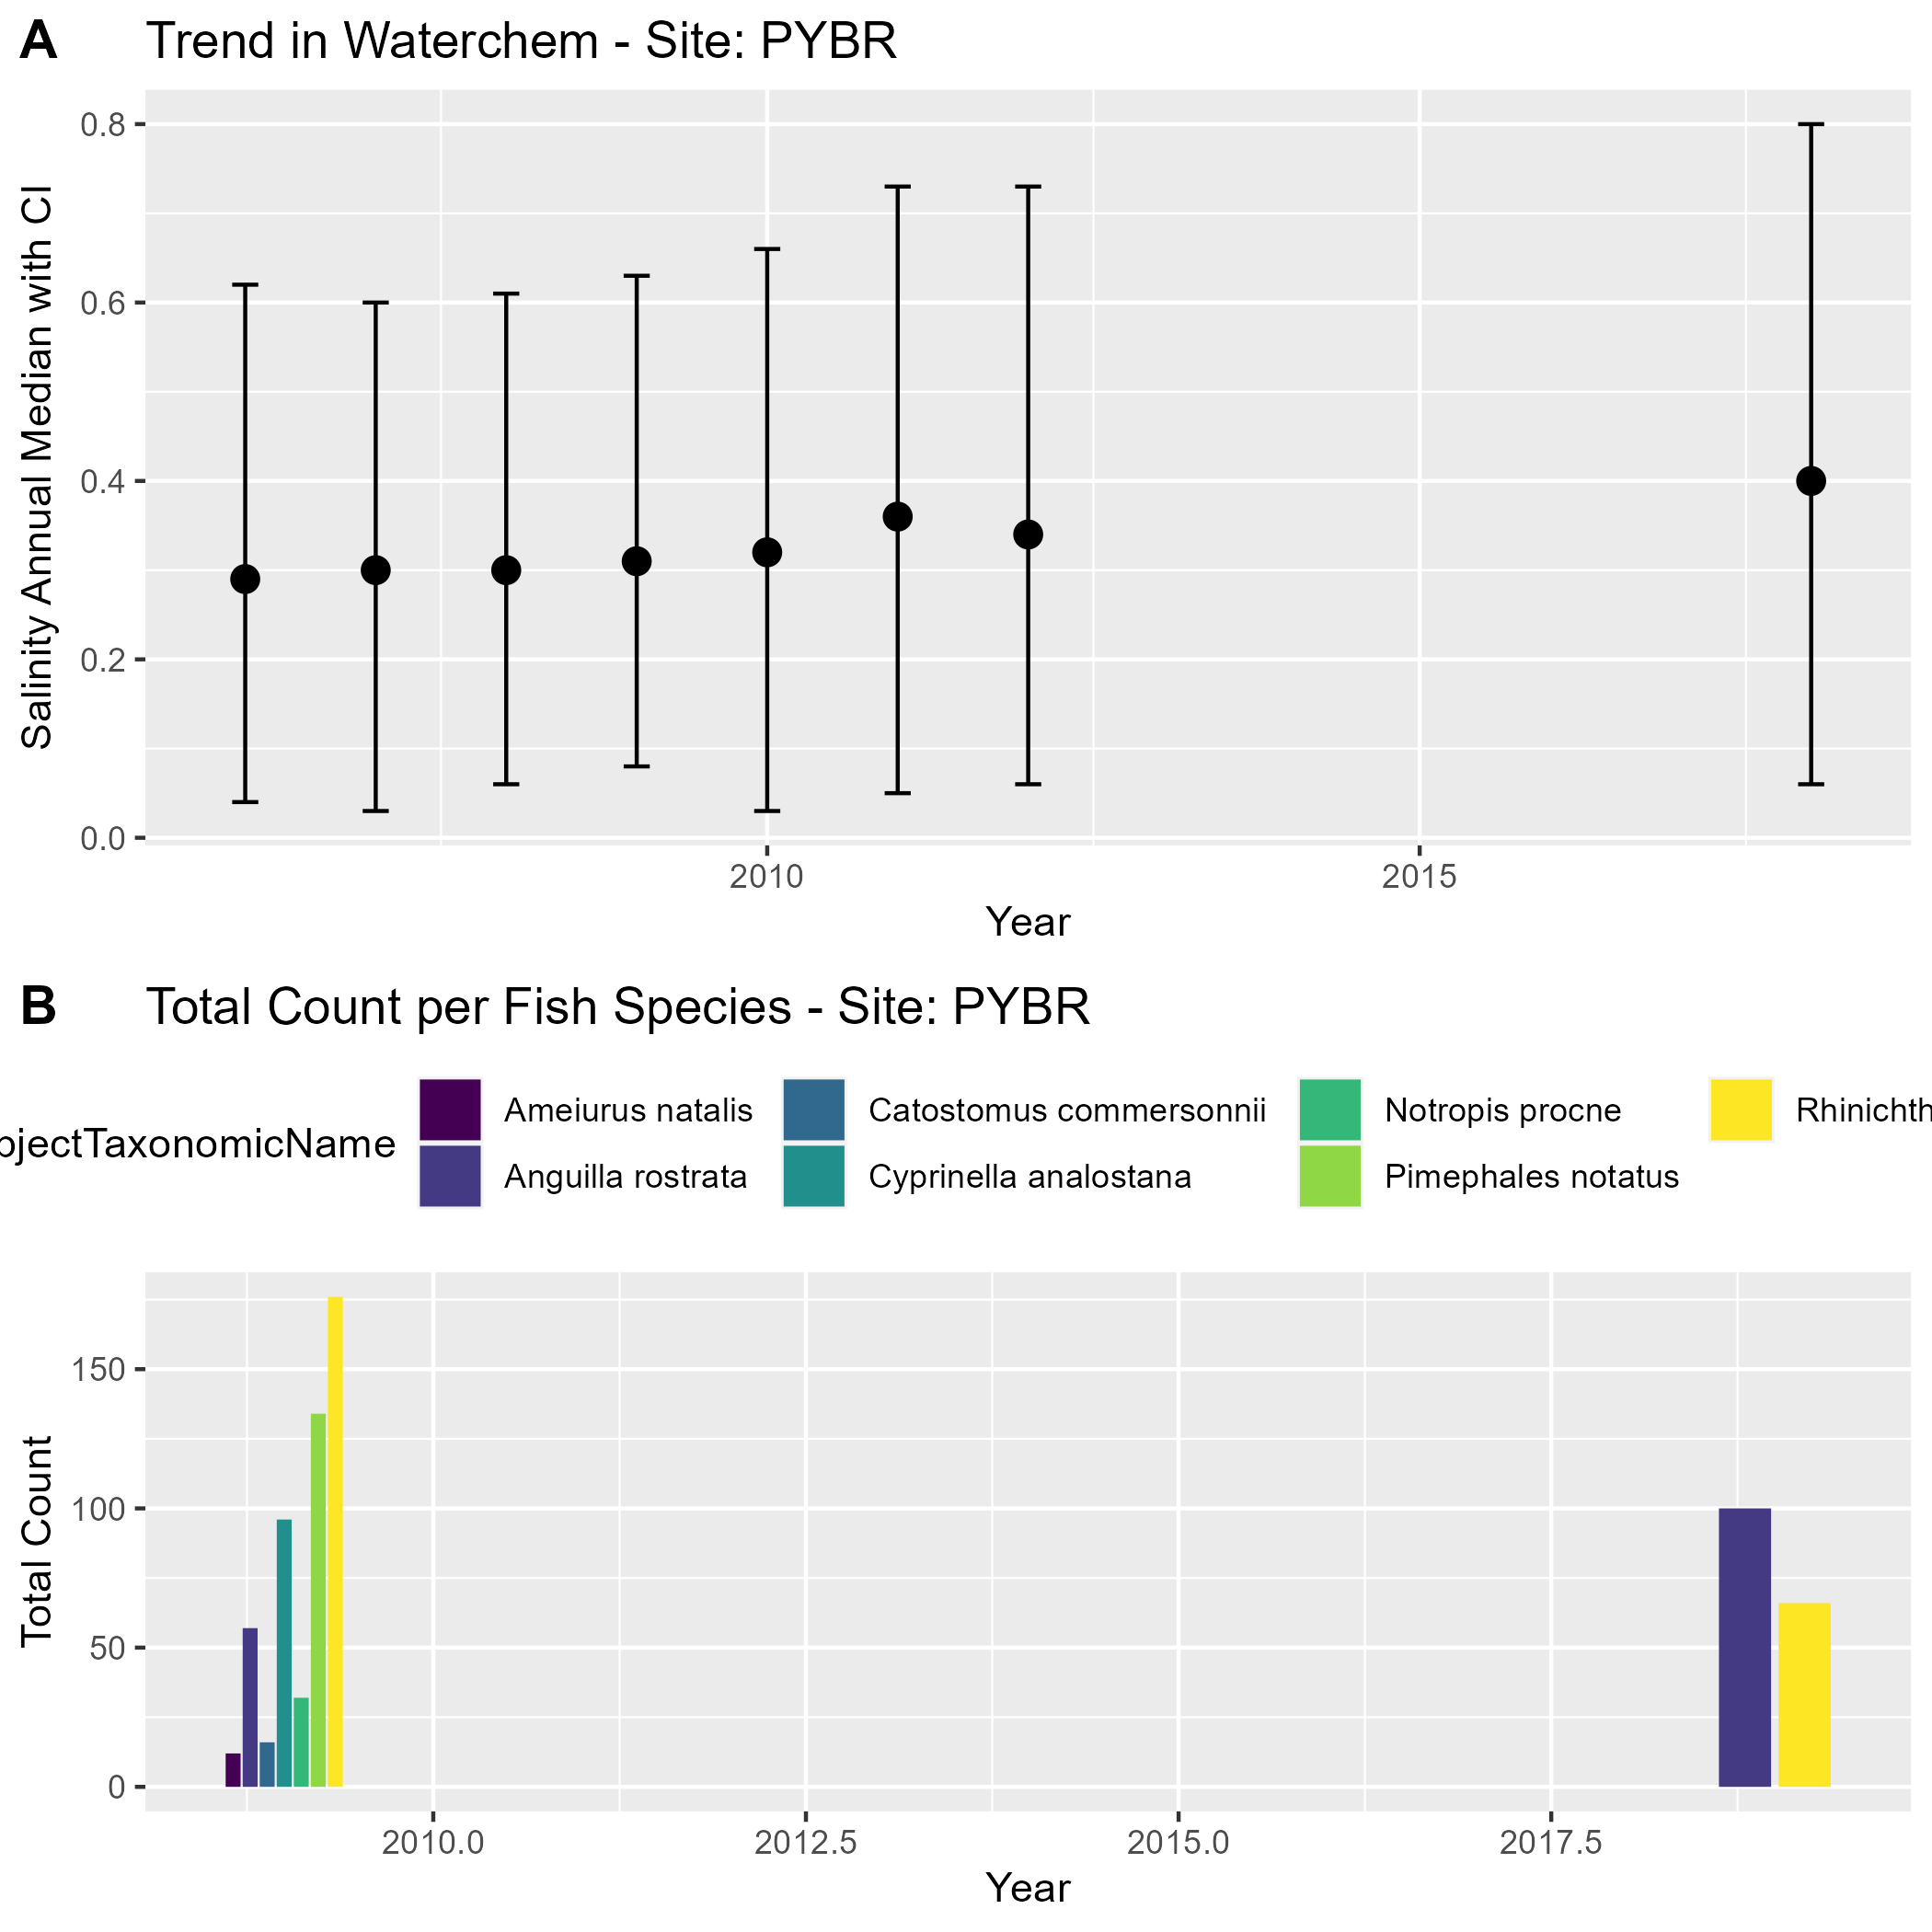 A Trend in Waterchem - Site: PYBR
Salinity Annual Median with CI
0.8
0.6
0.4
0.2
0.0
2010 2015
Year
B Total Count per Fish Species - Site: PYBR
bjectTaxonomicName
Ameiurus natalis Catostomus commersonnii Notropis procne Rhinichth
Anguilla rostrata Cyprinella analostana Pimephales notatus
Total Count
150
100
50
0
2010.0 2012.5 2015.0 2017.5
Year